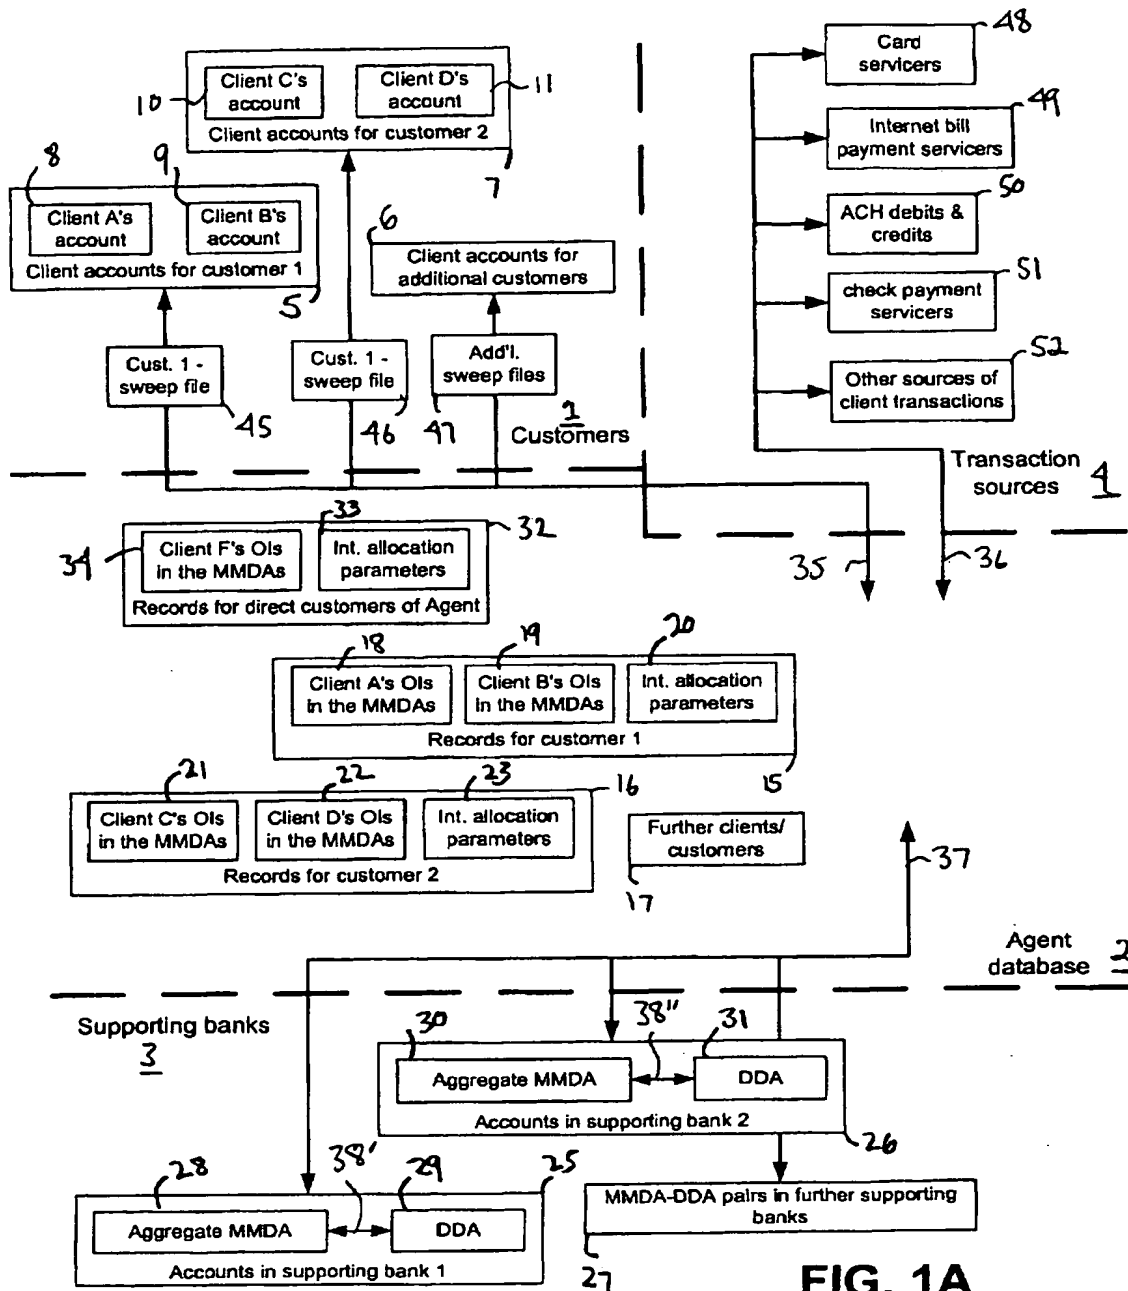 48
Card
servicers
Client C's
account
Client D's
account
10
11
Client accounts for customer 2
7
49
Internet bill
payment servicers
8
9
Client A's
account
Client B's
account
Client accounts for customer 1
5
6
Client accounts for
additional customers
50
ACH debits &
credits
51
check payment
servicers
Cust. 1 -
sweep file
45
Cust. 1 -
sweep file
46
Add'l.
sweep files
47
52
Other sources of
client transactions
1
Customers
Transaction
sources
4
33
32
34
Client F's OIs
in the MMDAs
Int. allocation
parameters
Records for direct customers of Agent
35
36
18
19
20
Client A's OIs
in the MMDAs
Client B's OIs
in the MMDAs
Int. allocation
parameters
Records for customer 1
15
21
22
23
16
Client C's OIs
in the MMDAs
Client D's OIs
in the MMDAs
Int. allocation
parameters
Records for customer 2
Further clients/
customers
17
37
Agent
database
2
Supporting banks
3
30
38"
31
Aggregate MMDA
DDA
Accounts in supporting bank 2
26
28
38'
29
25
Aggregate MMDA
DDA
Accounts in supporting bank 1
MMDA-DDA pairs in further supporting
banks
27
FIG. 1A